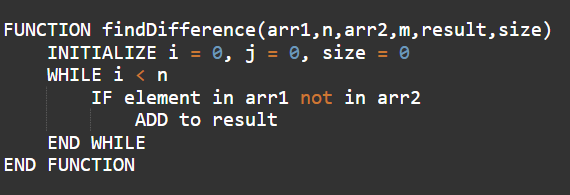 FUNCTION findDifference(arr1,n,arr2,m,result,size)
    INITIALIZE i = 0, j = 0, size = 0
    WHILE i < n
        IF element in arr1 not in arr2
            ADD to result
    END WHILE
END FUNCTION